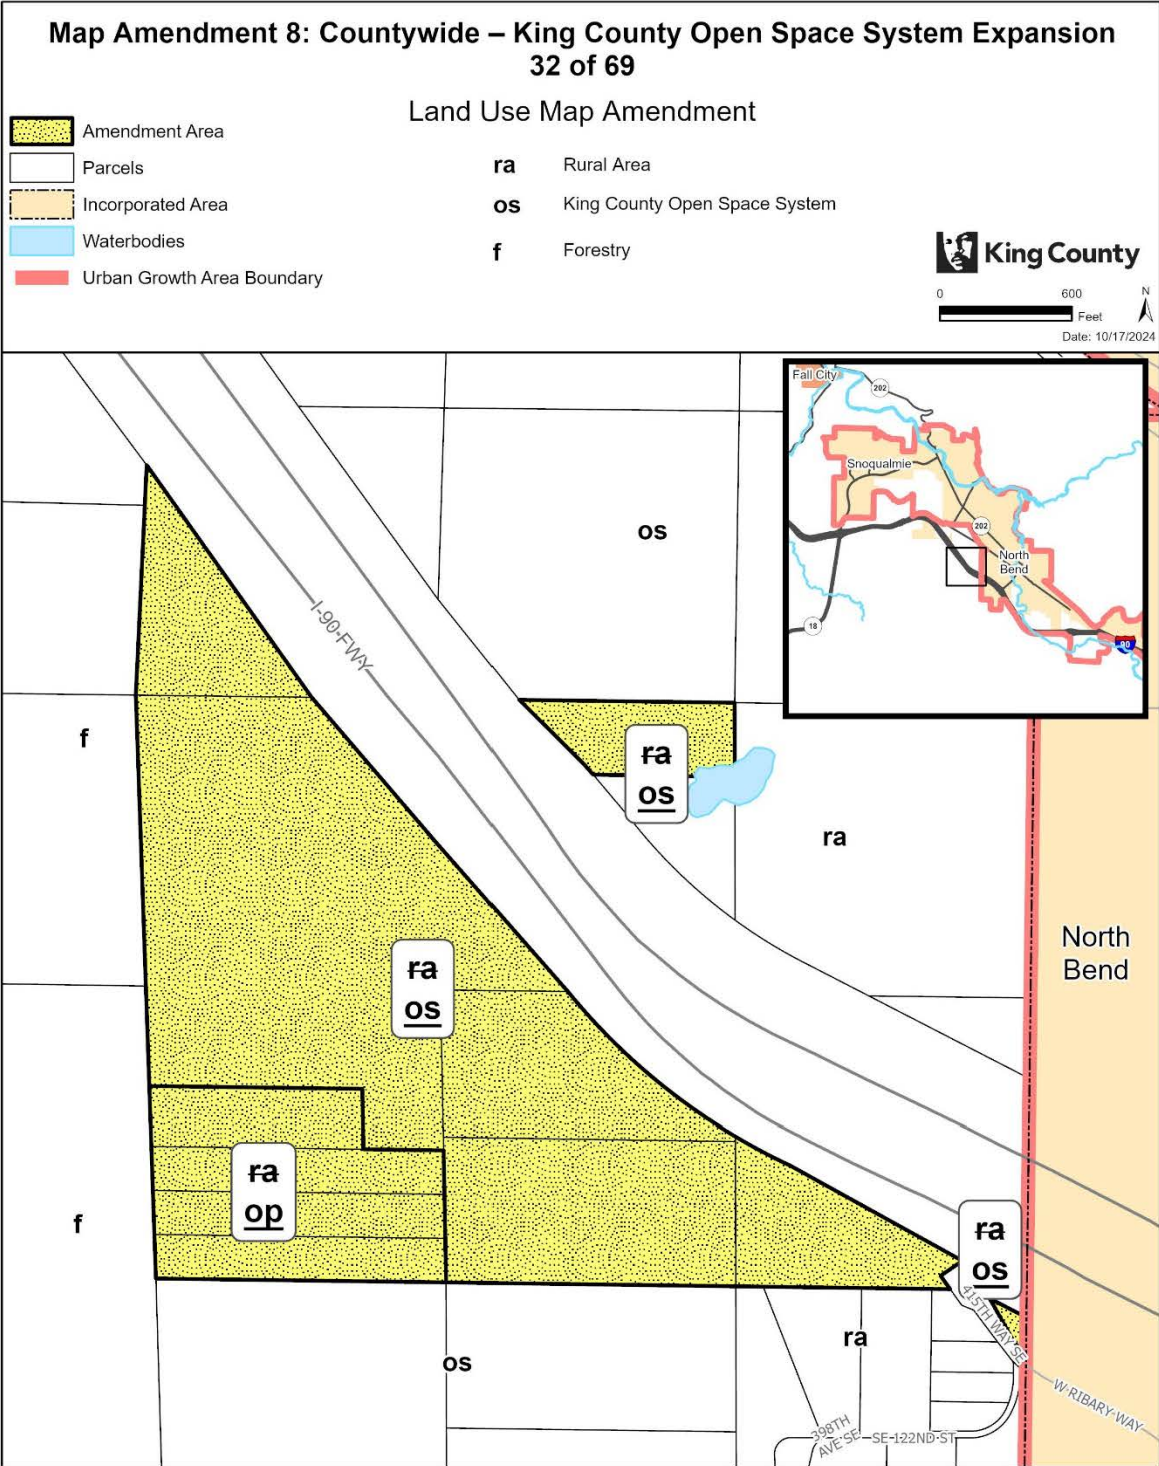 Map Amendment 8: Countywide – King County Open Space System Expansion
32 of 69
Land Use Map Amendment
Amendment Area
Parcels
Incorporated Area
Waterbodies
Urban Growth Area Boundary
ra Rural Area
os King County Open Space System
f Forestry
King County
0 600
Feet
N
Date: 10/17/2024
Fall City
202
Snoqualmie
202
North
Bend
18
90
os
I-90 FWY
f
ra
os
ra
North
Bend
ra
os
ra
op
f
ra
os
415TH WAY SE
ra
os
W RIBARY WAY
398TH
AVE SE
SE 122ND ST